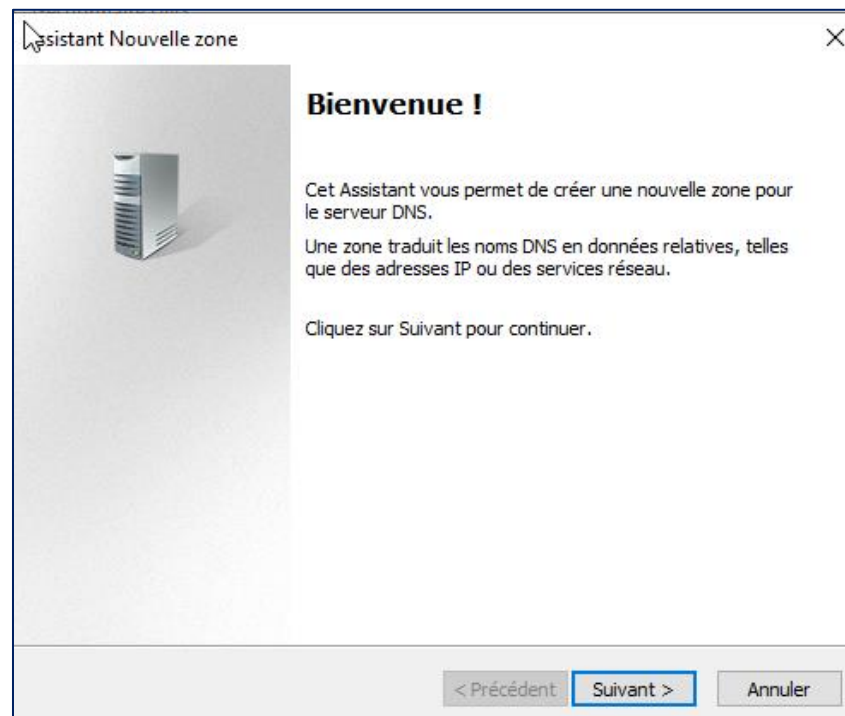 ssistant Nouvelle zone
Bienvenue !
Cet Assistant vous permet de créer une nouvelle zone pour
le serveur DNS.
Une zone traduit les noms DNS en données relatives, telles
que des adresses IP ou des services réseau.
Cliquez sur Suivant pour continuer.
< Précédent Suivant > Annuler